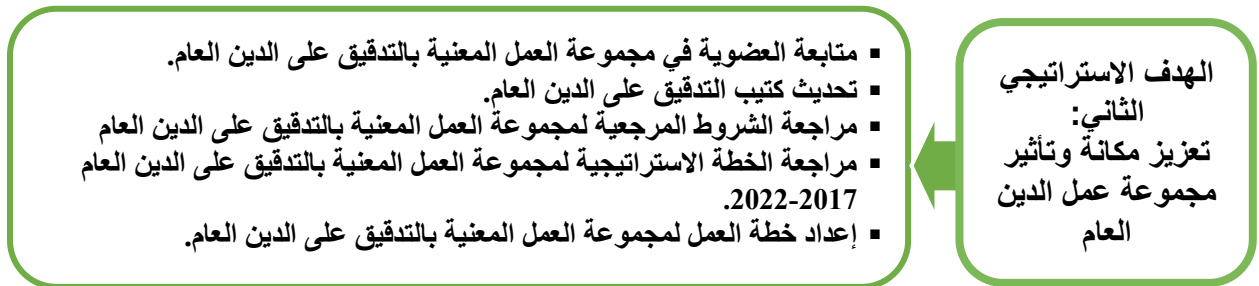 الهدف الاستراتيجي
الثاني:
تعزيز مكانة وتأثير
مجموعة عمل الدين
العام
▪ متابعة العضوية في مجموعة العمل المعنية بالتدقيق على الدين العام.
▪ تحديث كتيب التدقيق على الدين العام.
▪ مراجعة الشروط المرجعية لمجموعة العمل المعنية بالتدقيق على الدين العام
▪ مراجعة الخطة الاستراتيجية لمجموعة العمل المعنية بالتدقيق على الدين العام
2017-2022.
▪ إعداد خطة العمل لمجموعة العمل المعنية بالتدقيق على الدين العام.